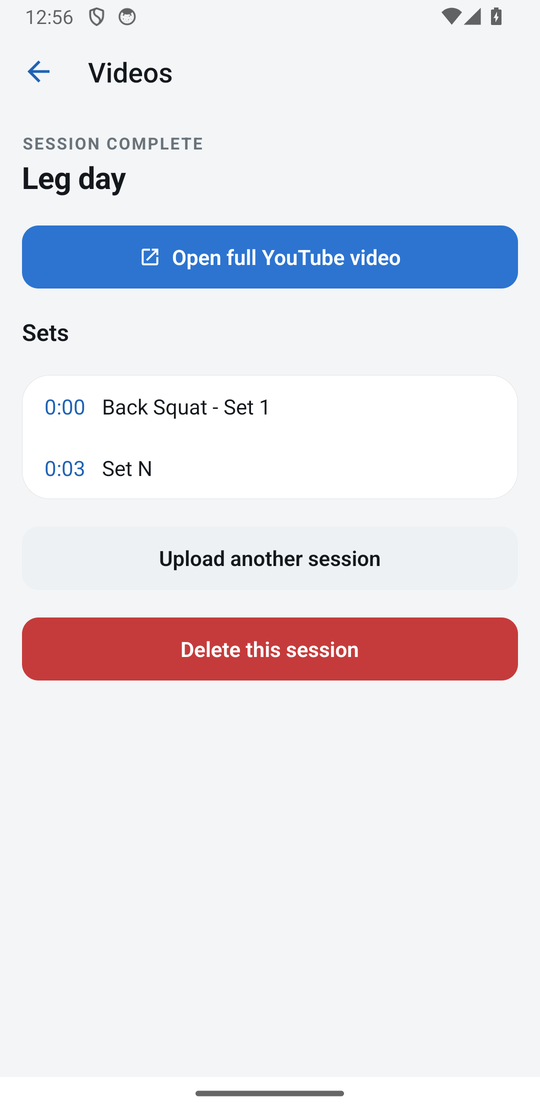 12:56
Videos
SESSION COMPLETE
Leg day
Open full YouTube video
Sets
0:00 Back Squat - Set 1
0:03 Set N
Upload another session
Delete this session